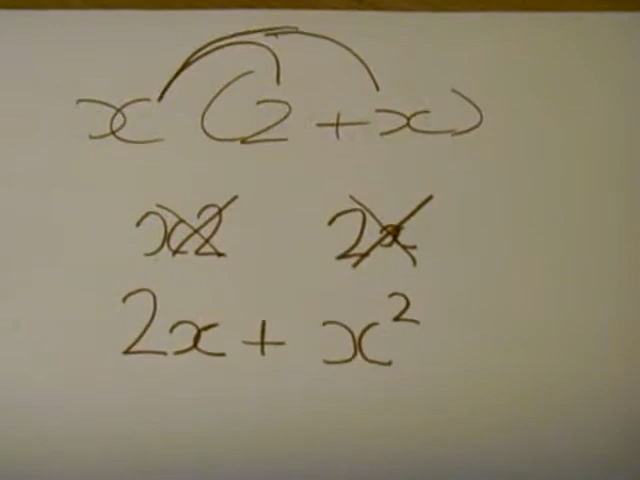 x (2 + x)
x2 2x
2x + x²